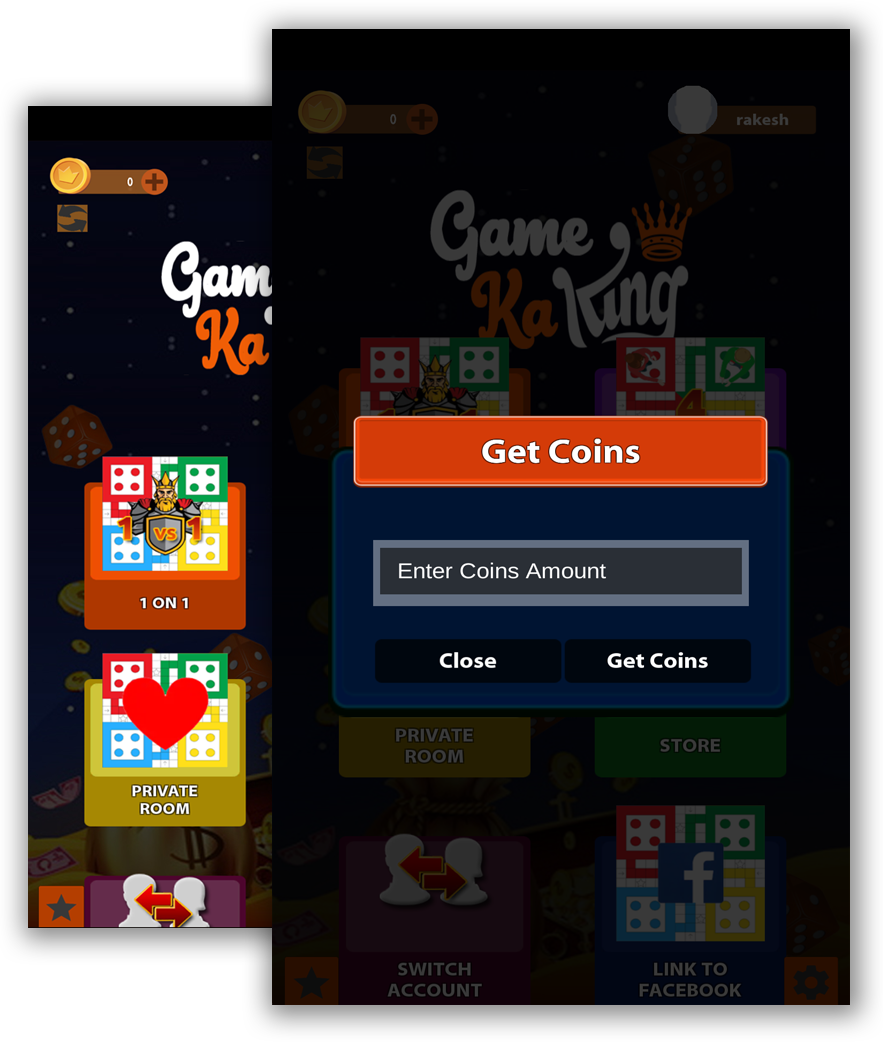 0
Gam
Ka
1 VS 1
1 ON 1
PRIVATE
ROOM
0
rakesh
Game
Ka King
4
Get Coins
Enter Coins Amount
Close
Get Coins
PRIVATE
ROOM
STORE
f
SWITCH
ACCOUNT
LINK TO
FACEBOOK